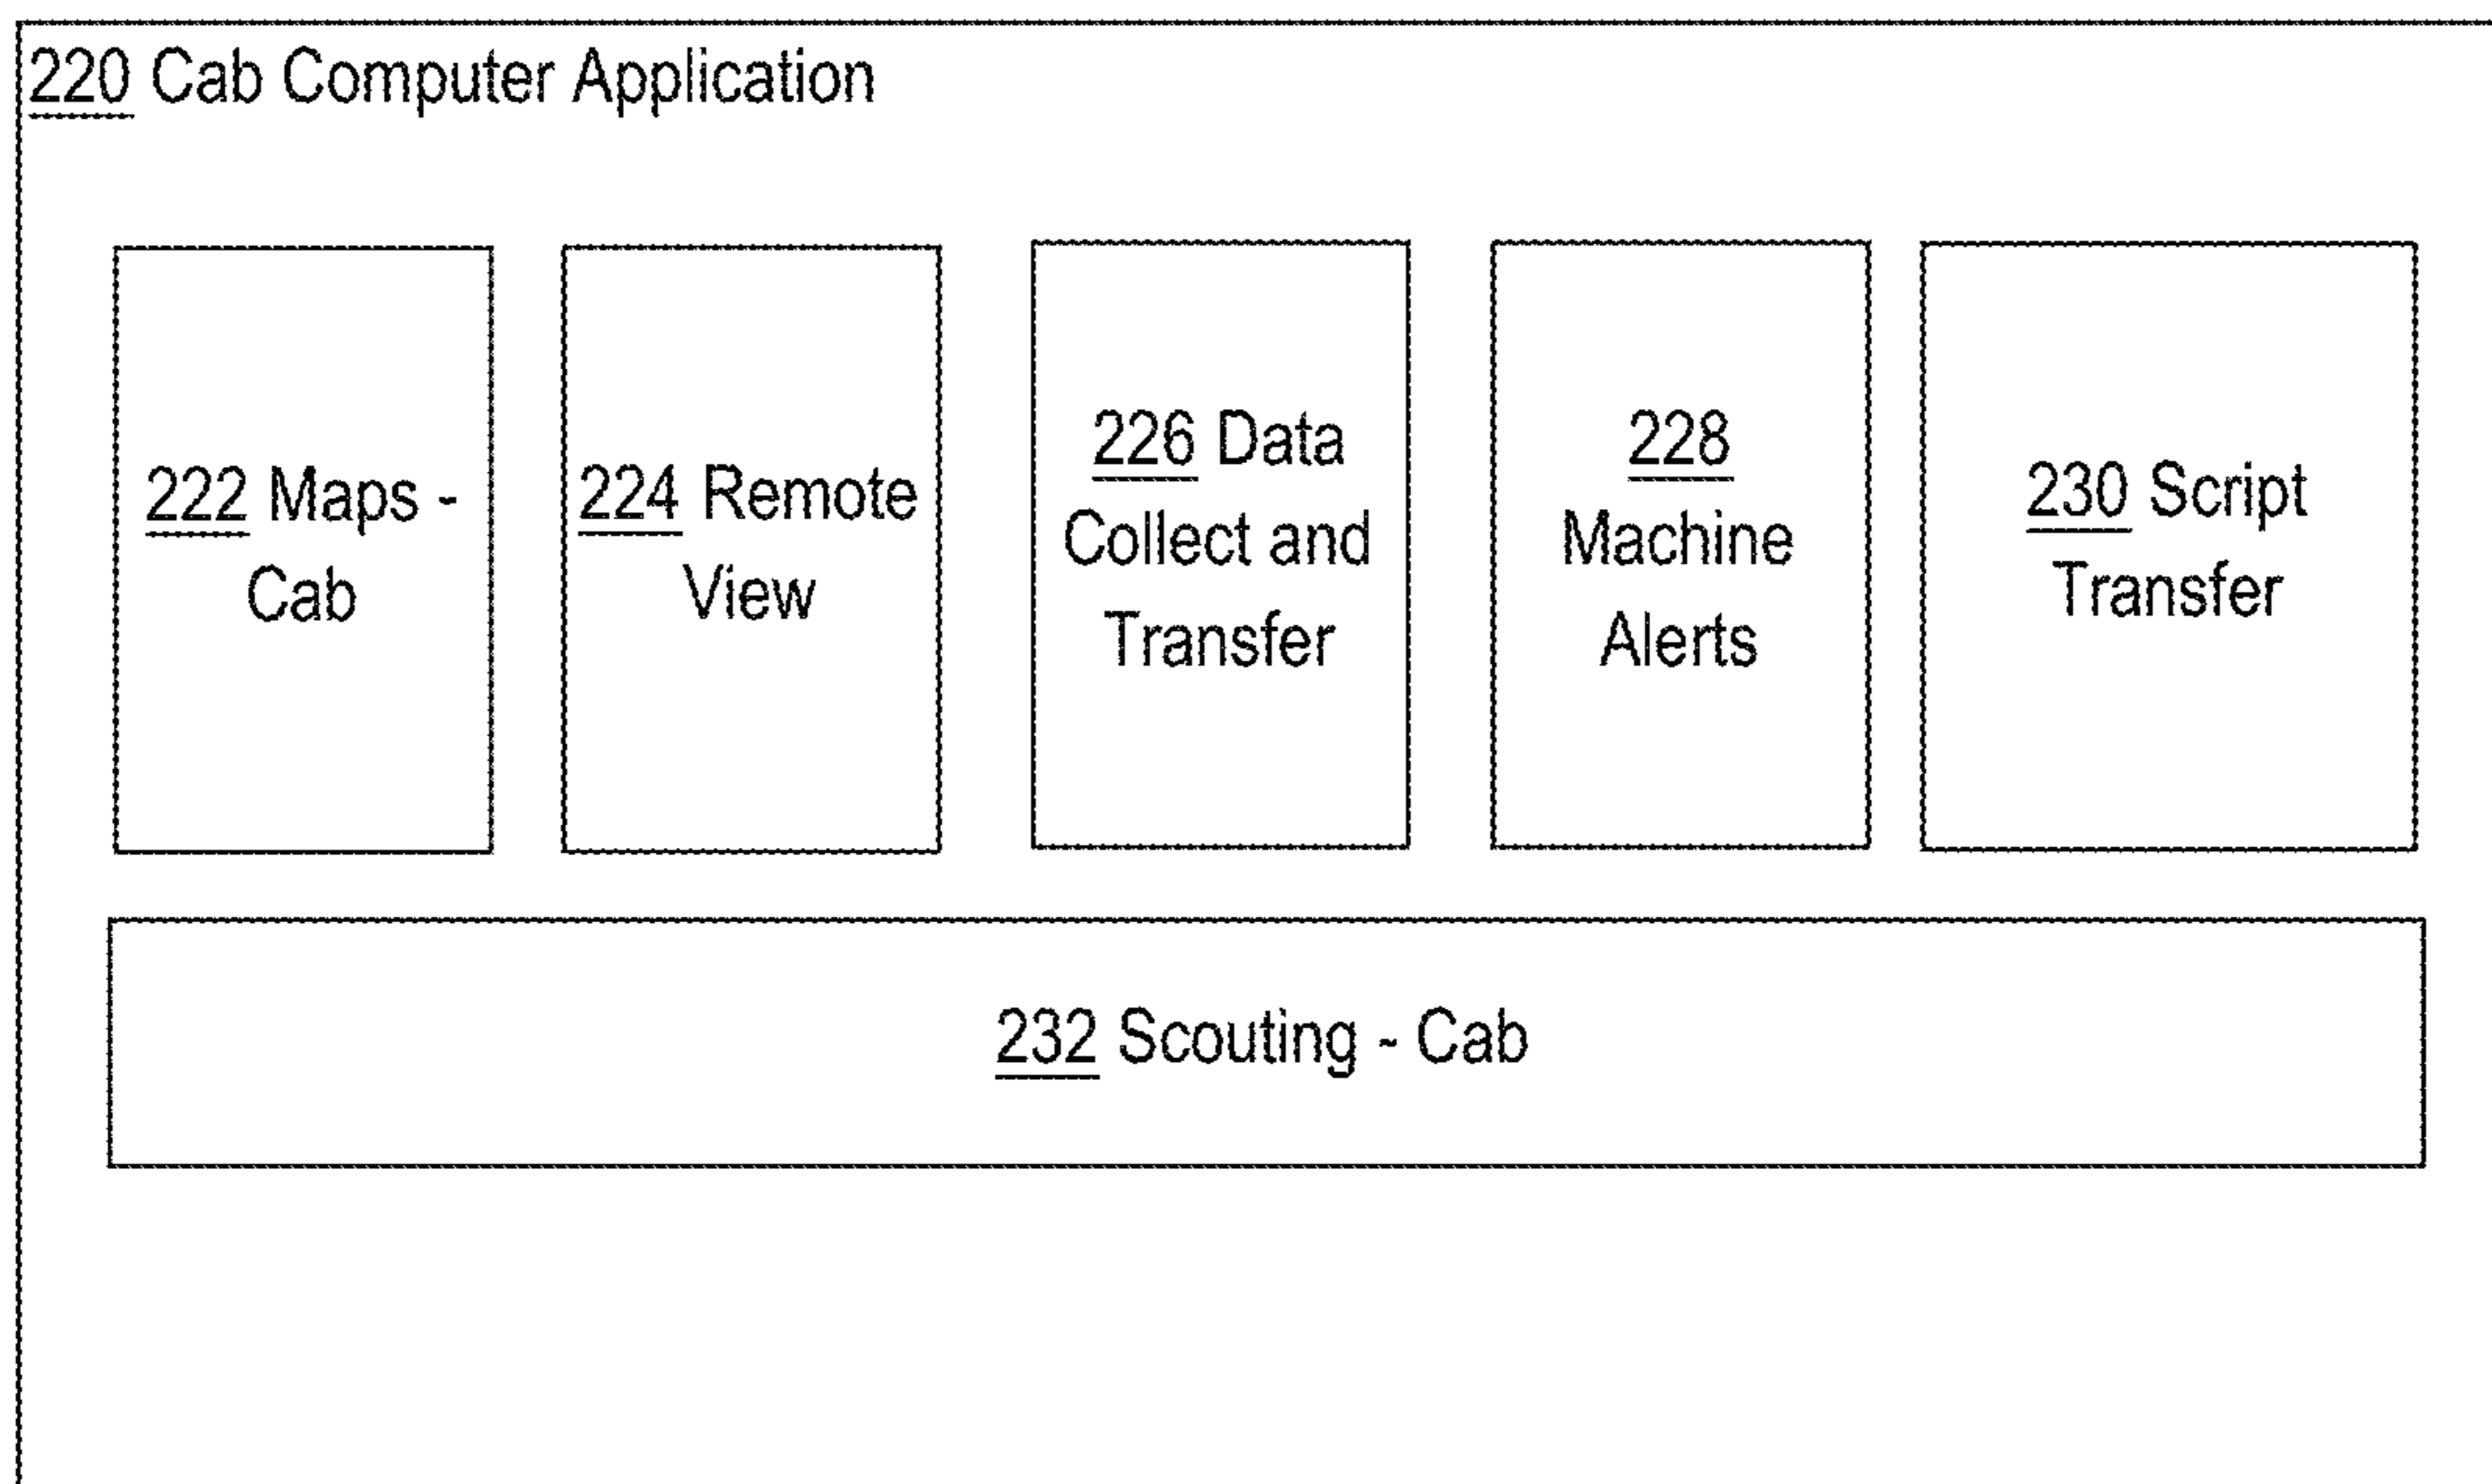 220 Cab Computer Application
222 Maps -
Cab
224 Remote
View
226 Data
Collect and
Transfer
228
Machine
Alerts
230 Script
Transfer
232 Scouting - Cab